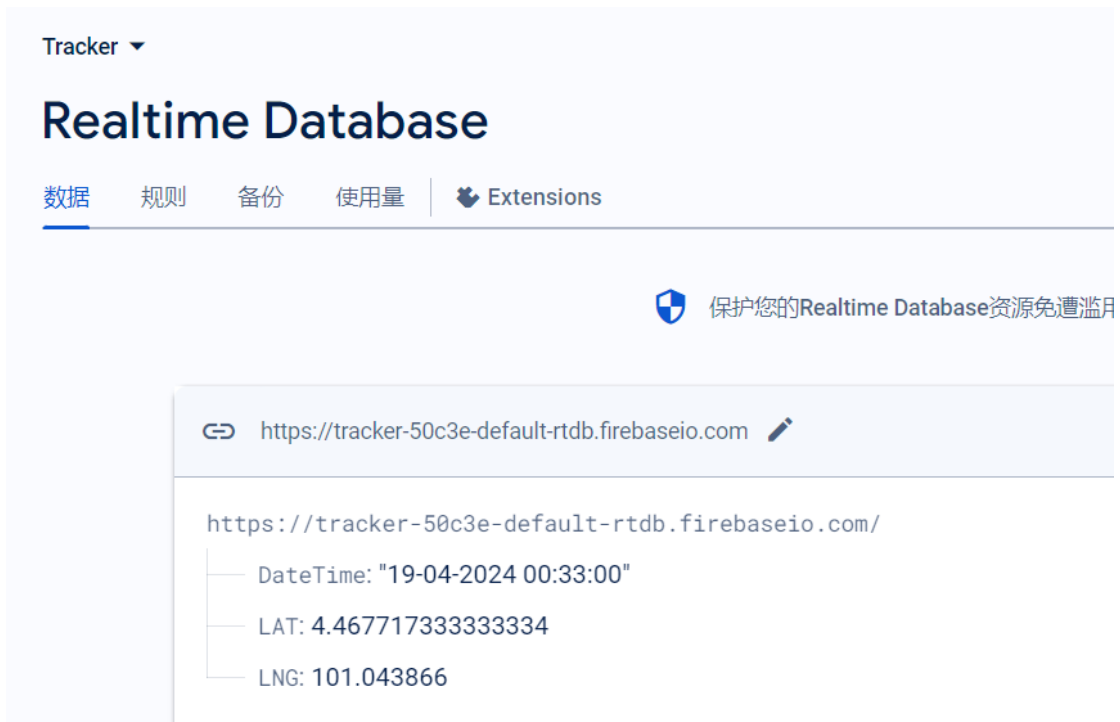 Tracker
Realtime Database
数据 规则 备份 使用量 Extensions
保护您的Realtime Database资源免遭滥用
https://tracker-50c3e-default-rtdb.firebaseio.com
https://tracker-50c3e-default-rtdb.firebaseio.com/
DateTime: "19-04-2024 00:33:00"
LAT: 4.467717333333334
LNG: 101.043866